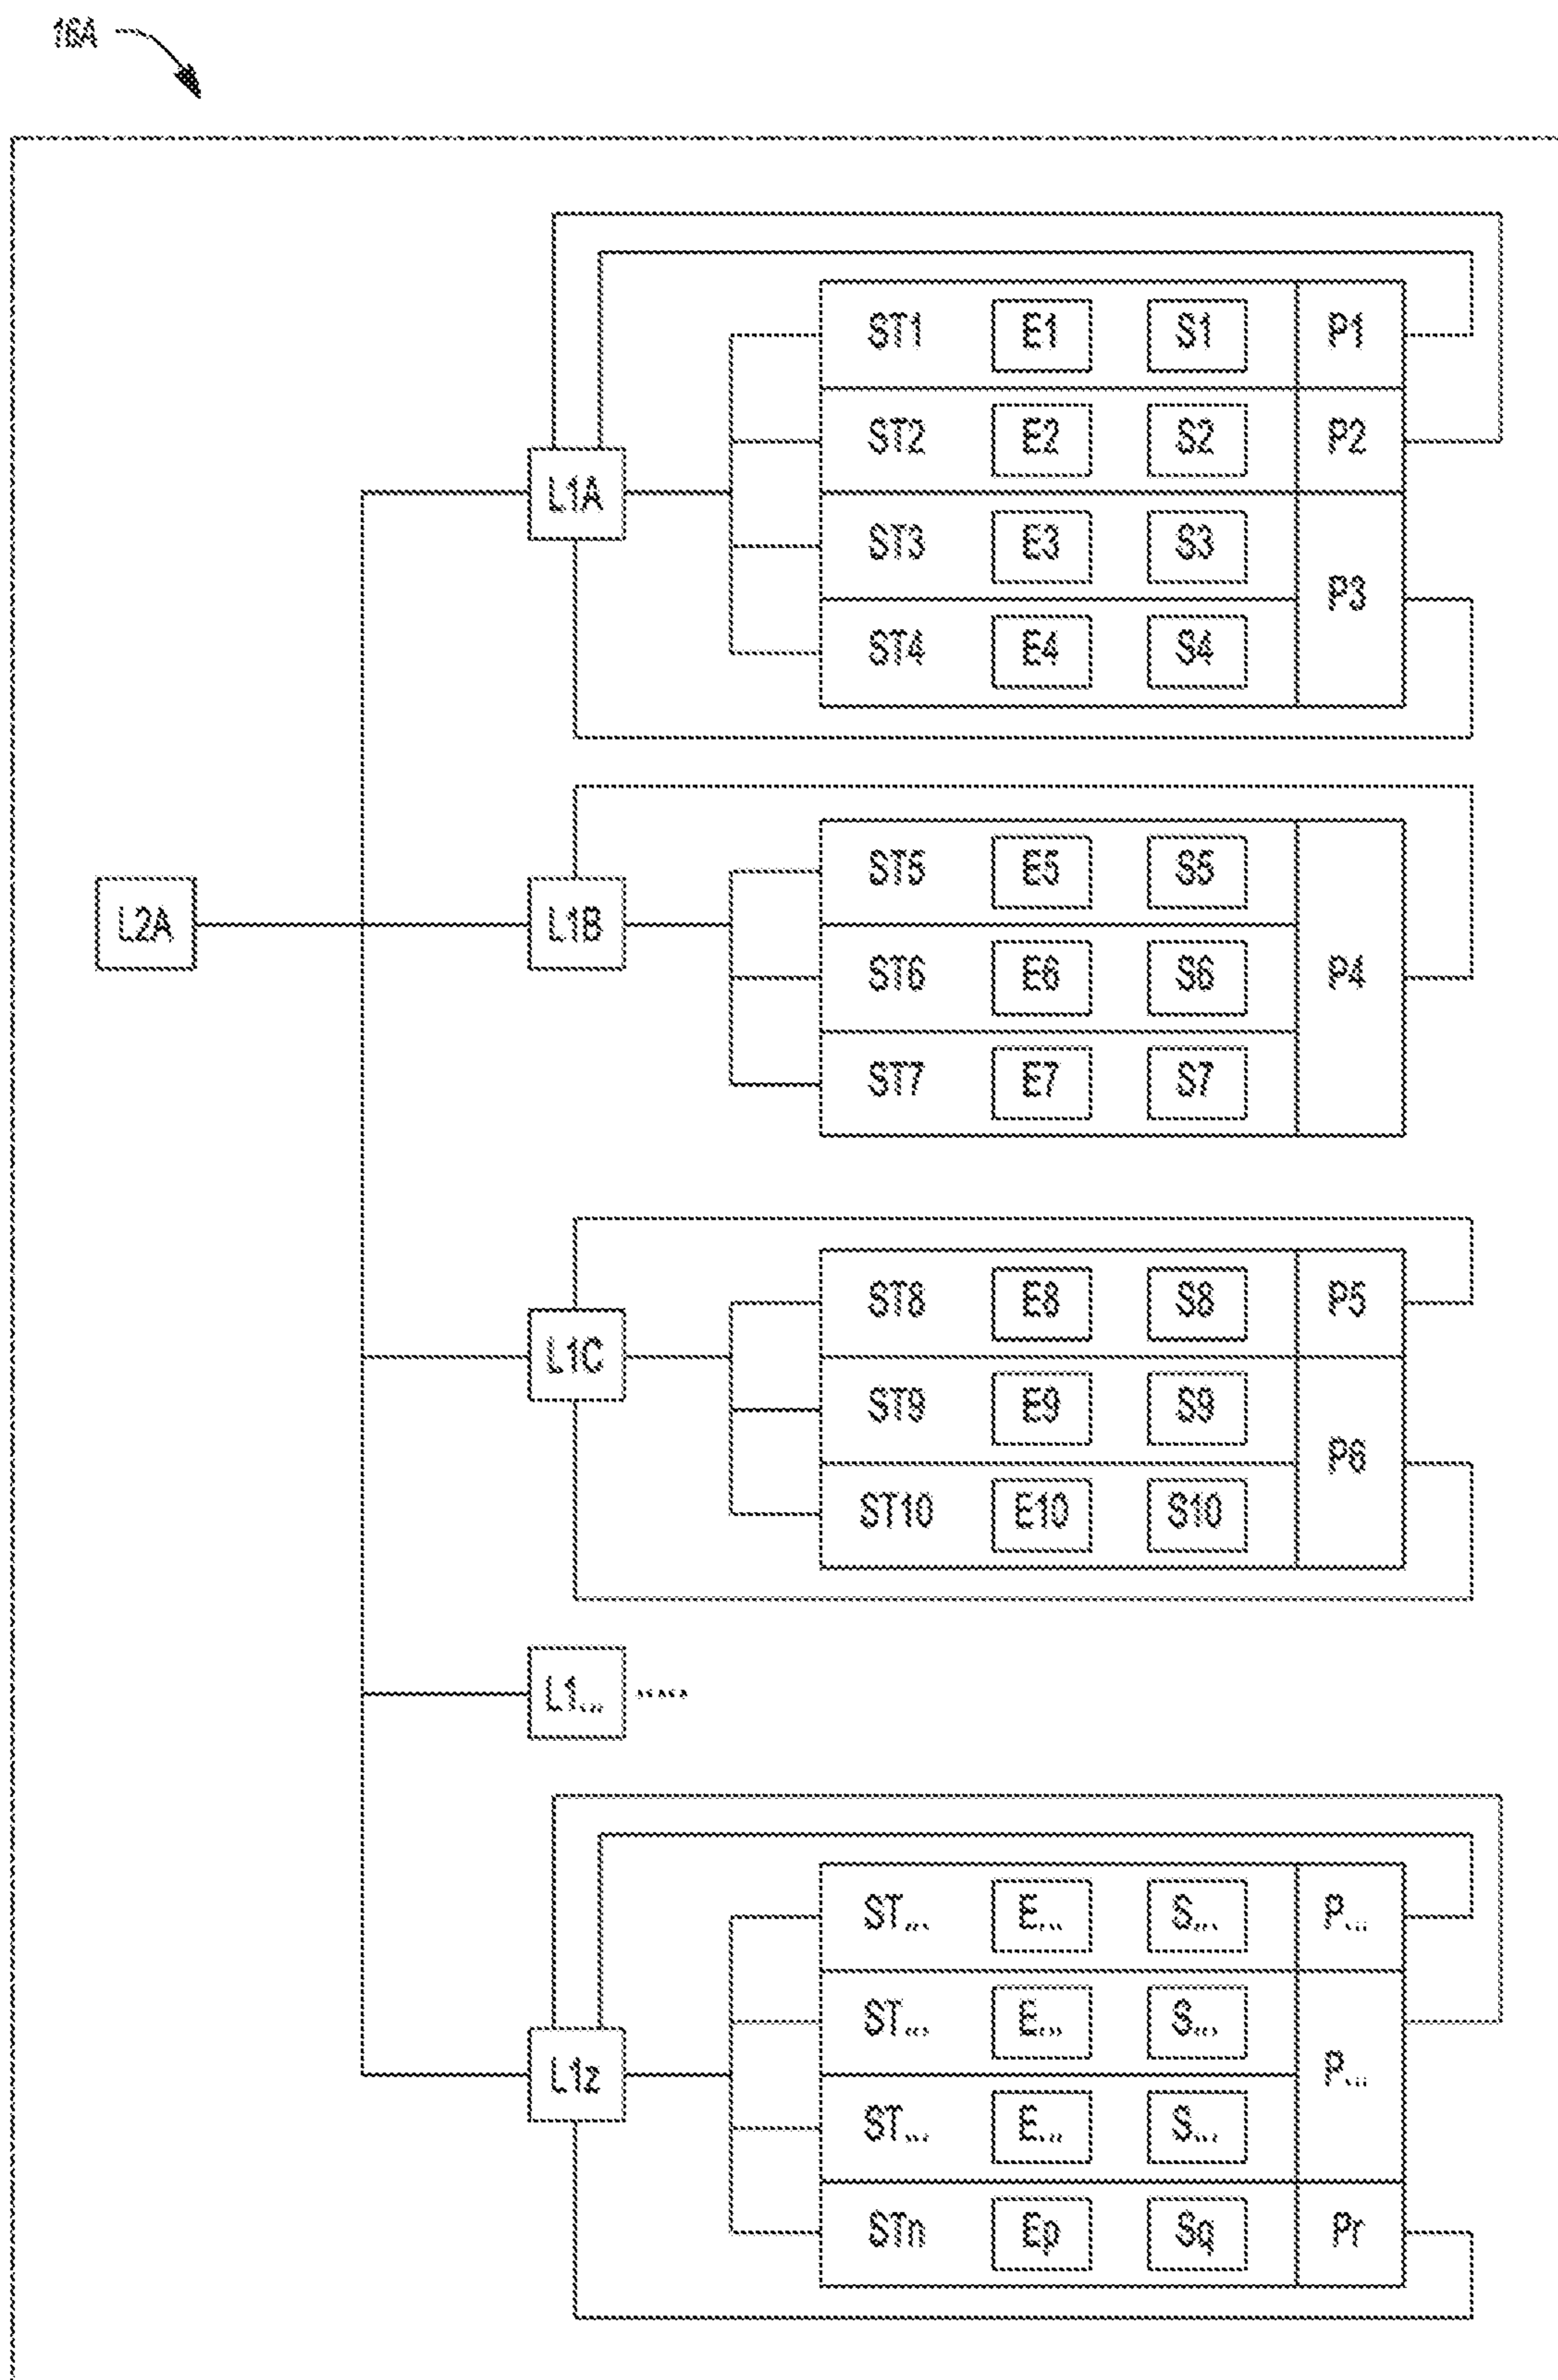 16A
ST1 E1 S1 P1
ST2 E2 S2 P2
L1A
ST3 E3 S3
P3
ST4 E4 S4
ST5 E5 S5
L2A L1B
ST6 E6 S6 P4
ST7 E7 S7
ST8 E8 S8 P5
L1C
ST9 E9 S9
P6
ST10 E10 S10
L1... .....
ST... E... S... P...
ST... E... S...
L1z P...
ST... E... S...
STn Ep Sq Pr